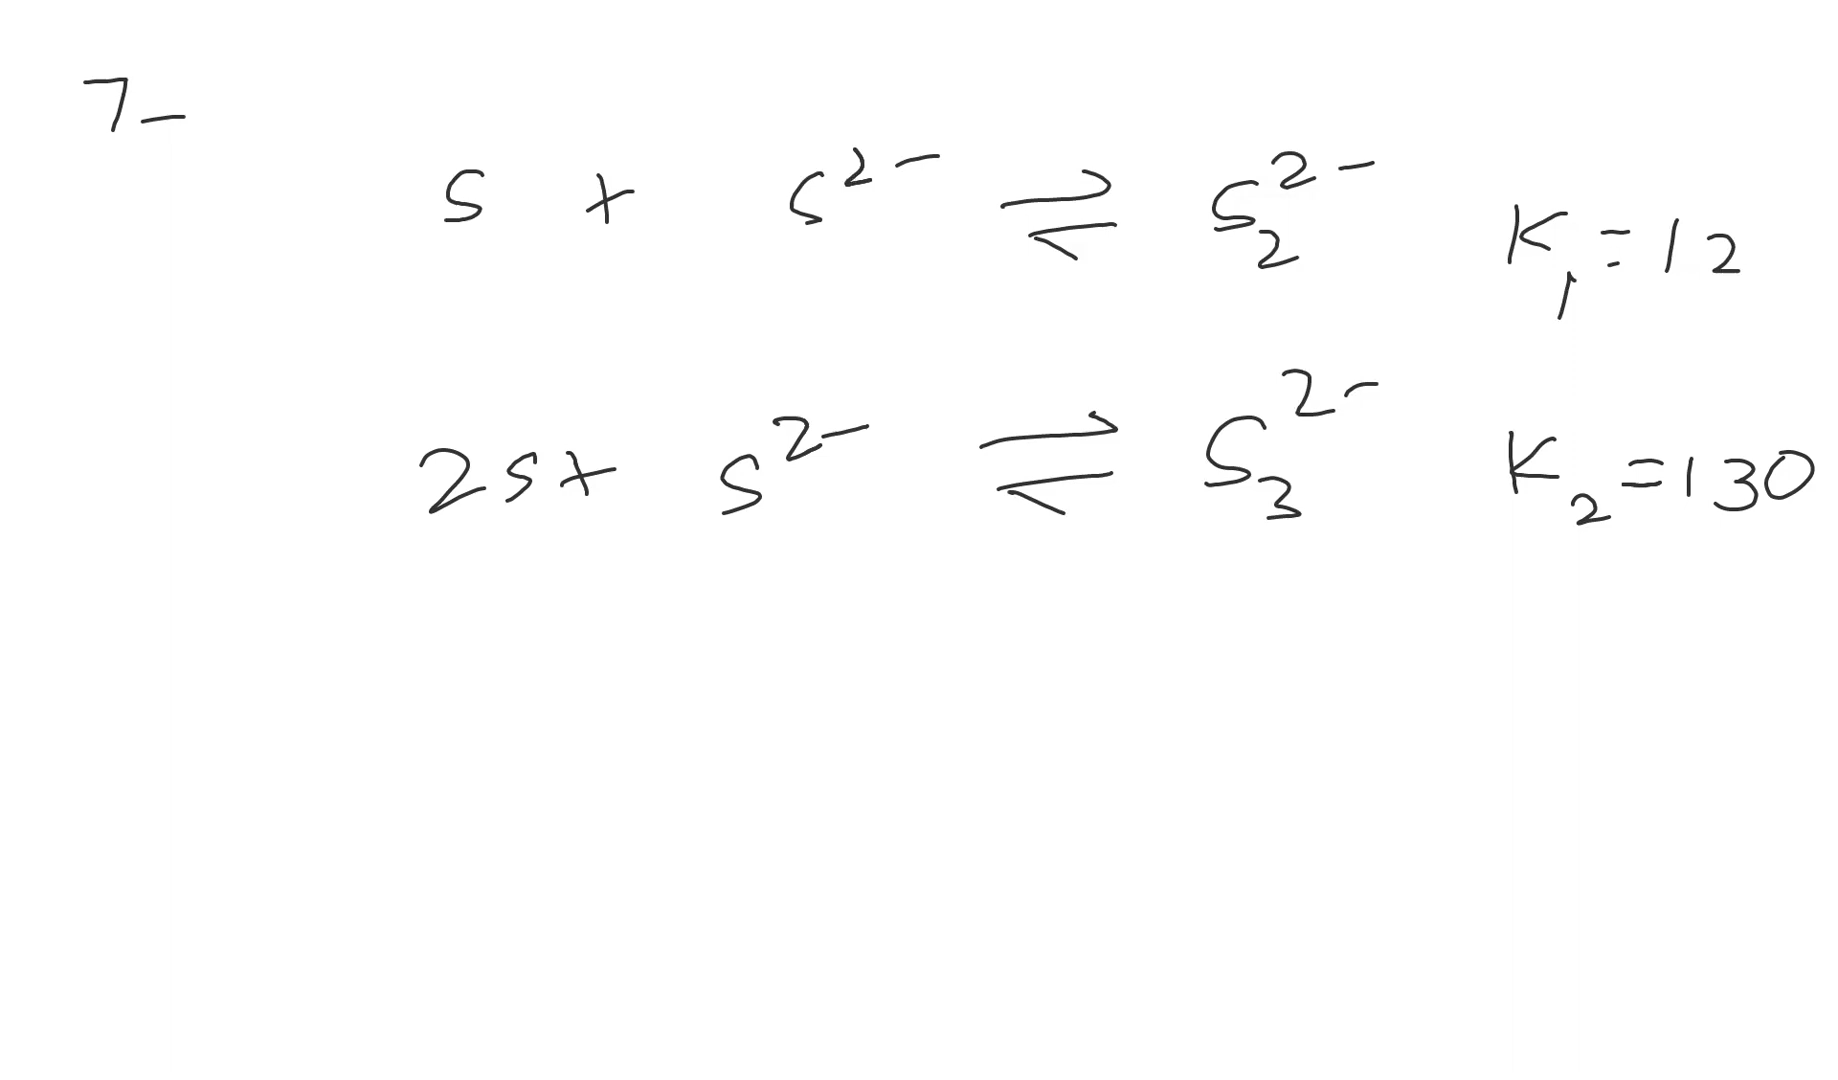 7-
S + S²⁻ ⇌ S₂²⁻ K₁ = 12
2S + S²⁻ ⇌ S₃²⁻ K₂ = 130